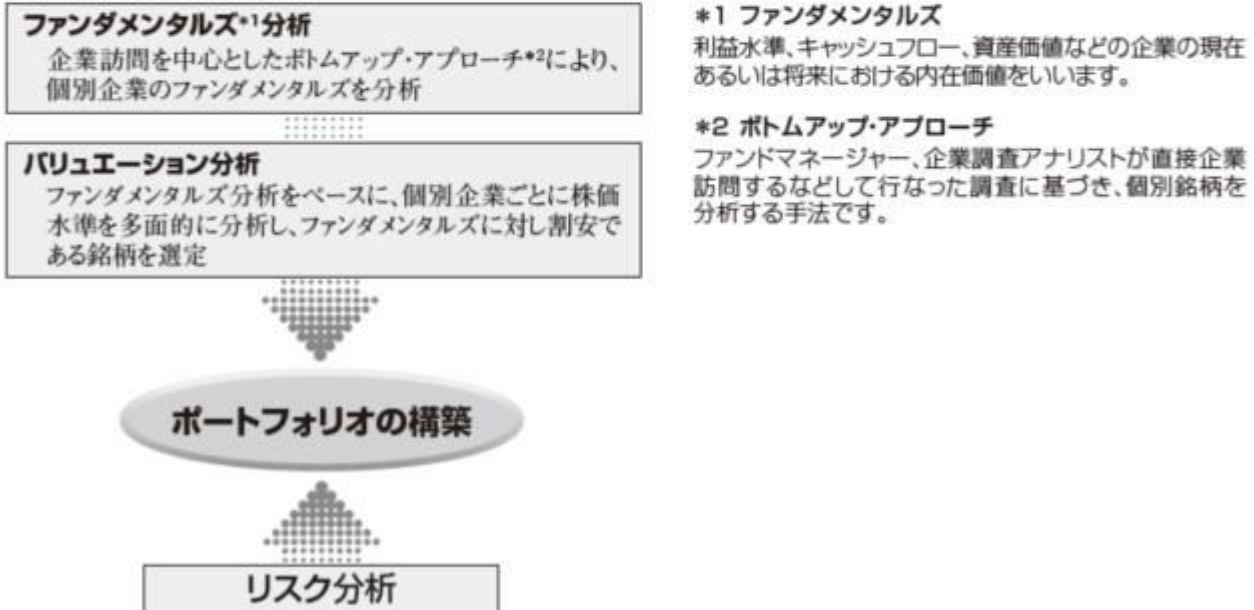 ファンダメンタルズ*1分析
企業訪問を中心としたボトムアップ・アプローチ*2により、
個別企業のファンダメンタルズを分析
バリュエーション分析
ファンダメンタルズ分析をベースに、個別企業ごとに株価
水準を多面的に分析し、ファンダメンタルズに対し割安で
ある銘柄を選定
ポートフォリオの構築
リスク分析
*1 ファンダメンタルズ
利益水準、キャッシュフロー、資産価値などの企業の現在
あるいは将来における内在価値をいいます。
*2 ボトムアップ・アプローチ
ファンドマネージャー、企業調査アナリストが直接企業
訪問するなどして行なった調査に基づき、個別銘柄を
分析する手法です。